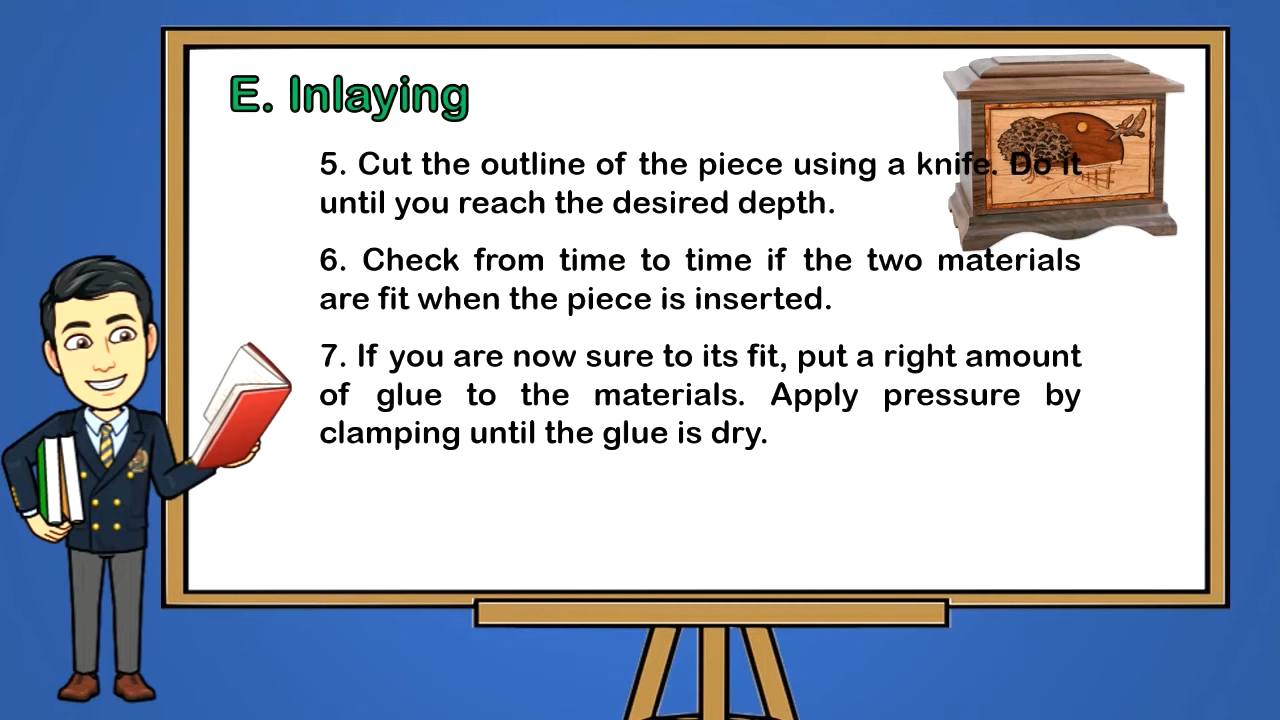 E. Inlaying
5. Cut the outline of the piece using a knife. Do it
until you reach the desired depth.
6. Check from time to time if the two materials
are fit when the piece is inserted.
7. If you are now sure to its fit, put a right amount
of glue to the materials. Apply pressure by
clamping until the glue is dry.